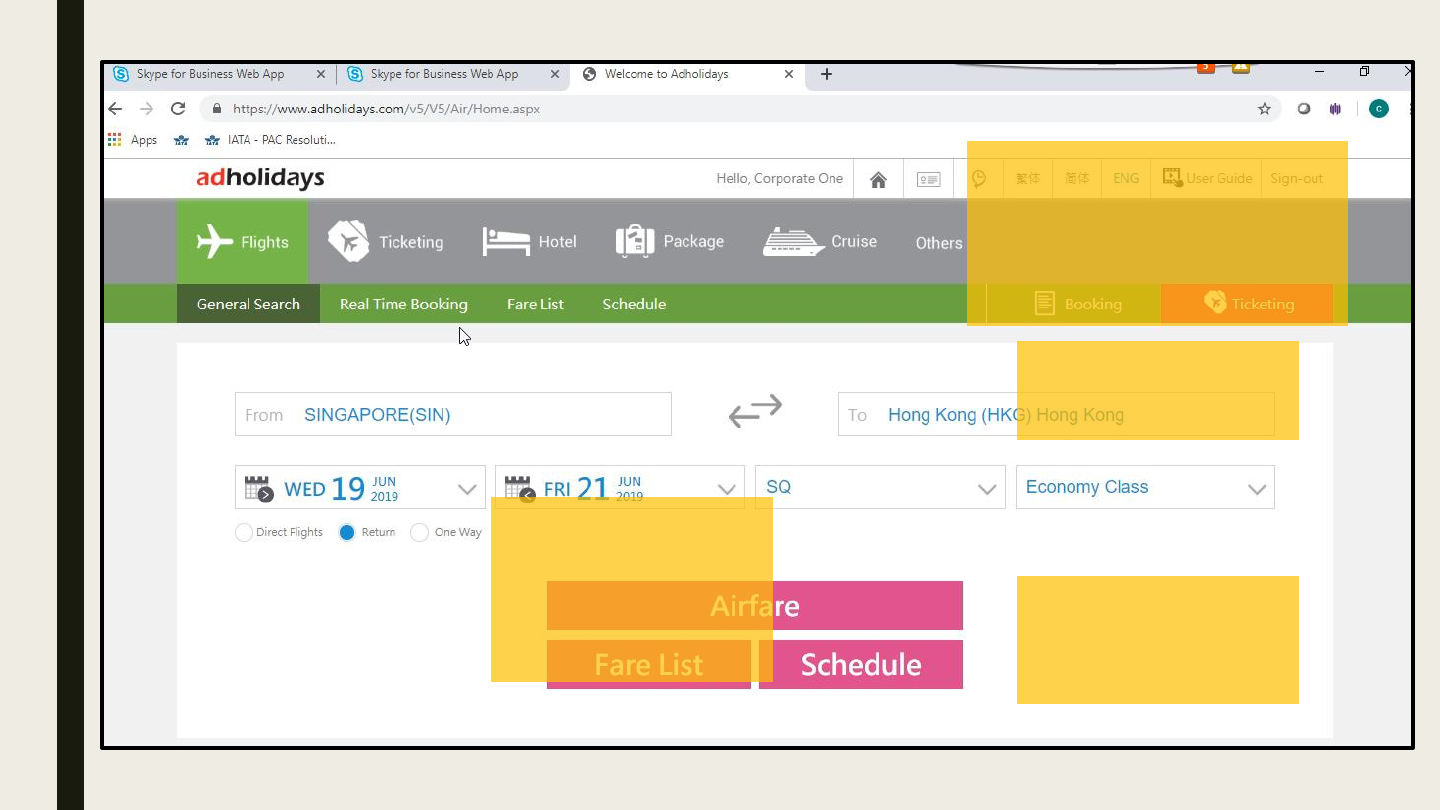 Skype for Business Web App
Skype for Business Web App
Welcome to Adholidays
5
https://www.adholidays.com/v5/V5/Air/Home.aspx
C
Apps
IATA
IATA
IATA - PAC Resoluti...
adholidays
Hello, Corporate One
繁体
简体
ENG
User Guide
Sign-out
Flights
Ticketing
Hotel
Package
Cruise
Others
General Search
Real Time Booking
Fare List
Schedule
Booking
Ticketing
From SINGAPORE(SIN)
To Hong Kong (HKG) Hong Kong
WED 19 JUN 2019
FRI 21 JUN 2019
SQ
Economy Class
Direct Flights
Return
One Way
Airfare
Fare List
Schedule